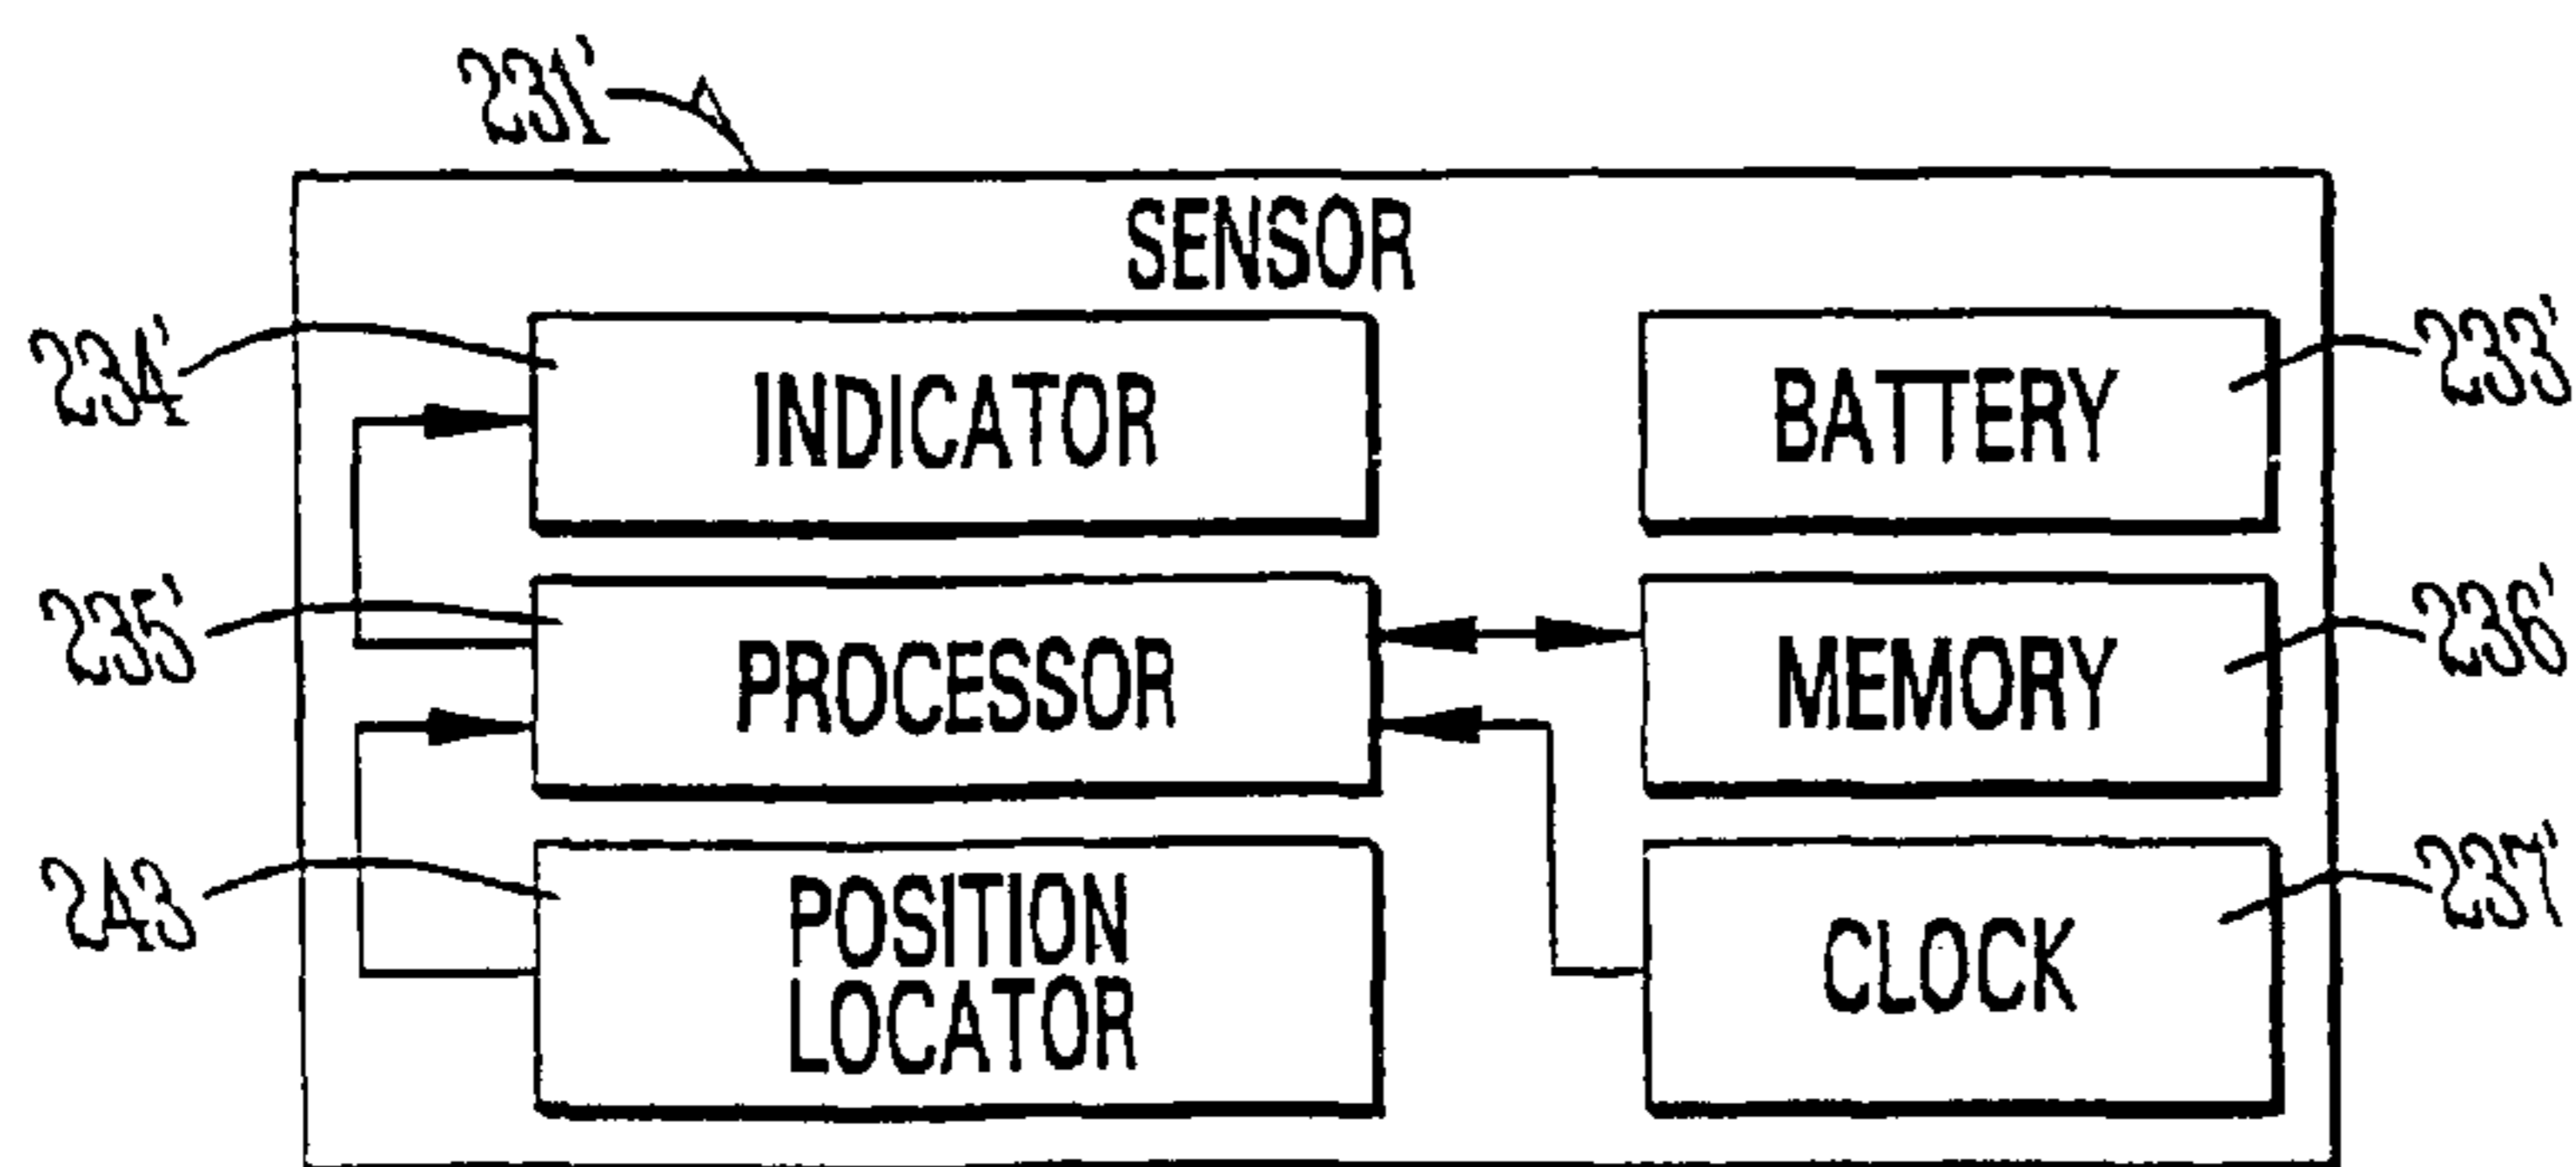 231'
SENSOR
234'
INDICATOR
BATTERY
233'
235'
PROCESSOR
MEMORY
236'
243
POSITION
LOCATOR
CLOCK
237'